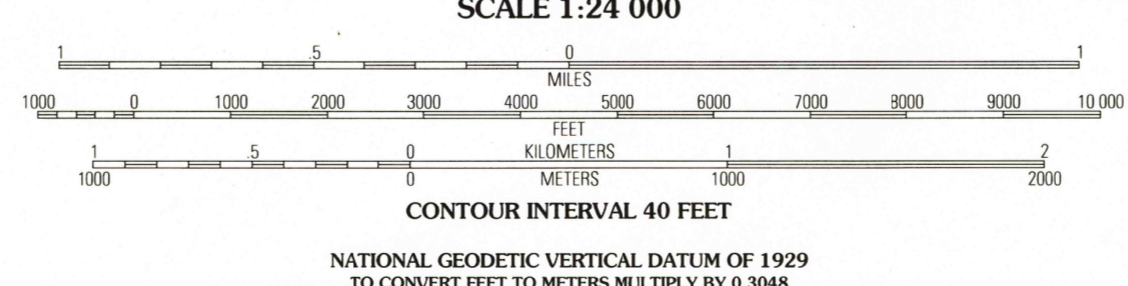 SCALE 1:24 000
1 .5 0 1
MILES
1000 0 1000 2000 3000 4000 5000 6000 7000 8000 9000 10 000
FEET
1 .5 0 KILOMETERS 1 2
1000 0 METERS 1000 2000
CONTOUR INTERVAL 40 FEET
NATIONAL GEODETIC VERTICAL DATUM OF 1929
TO CONVERT FEET TO METERS MULTIPLY BY 0.3048